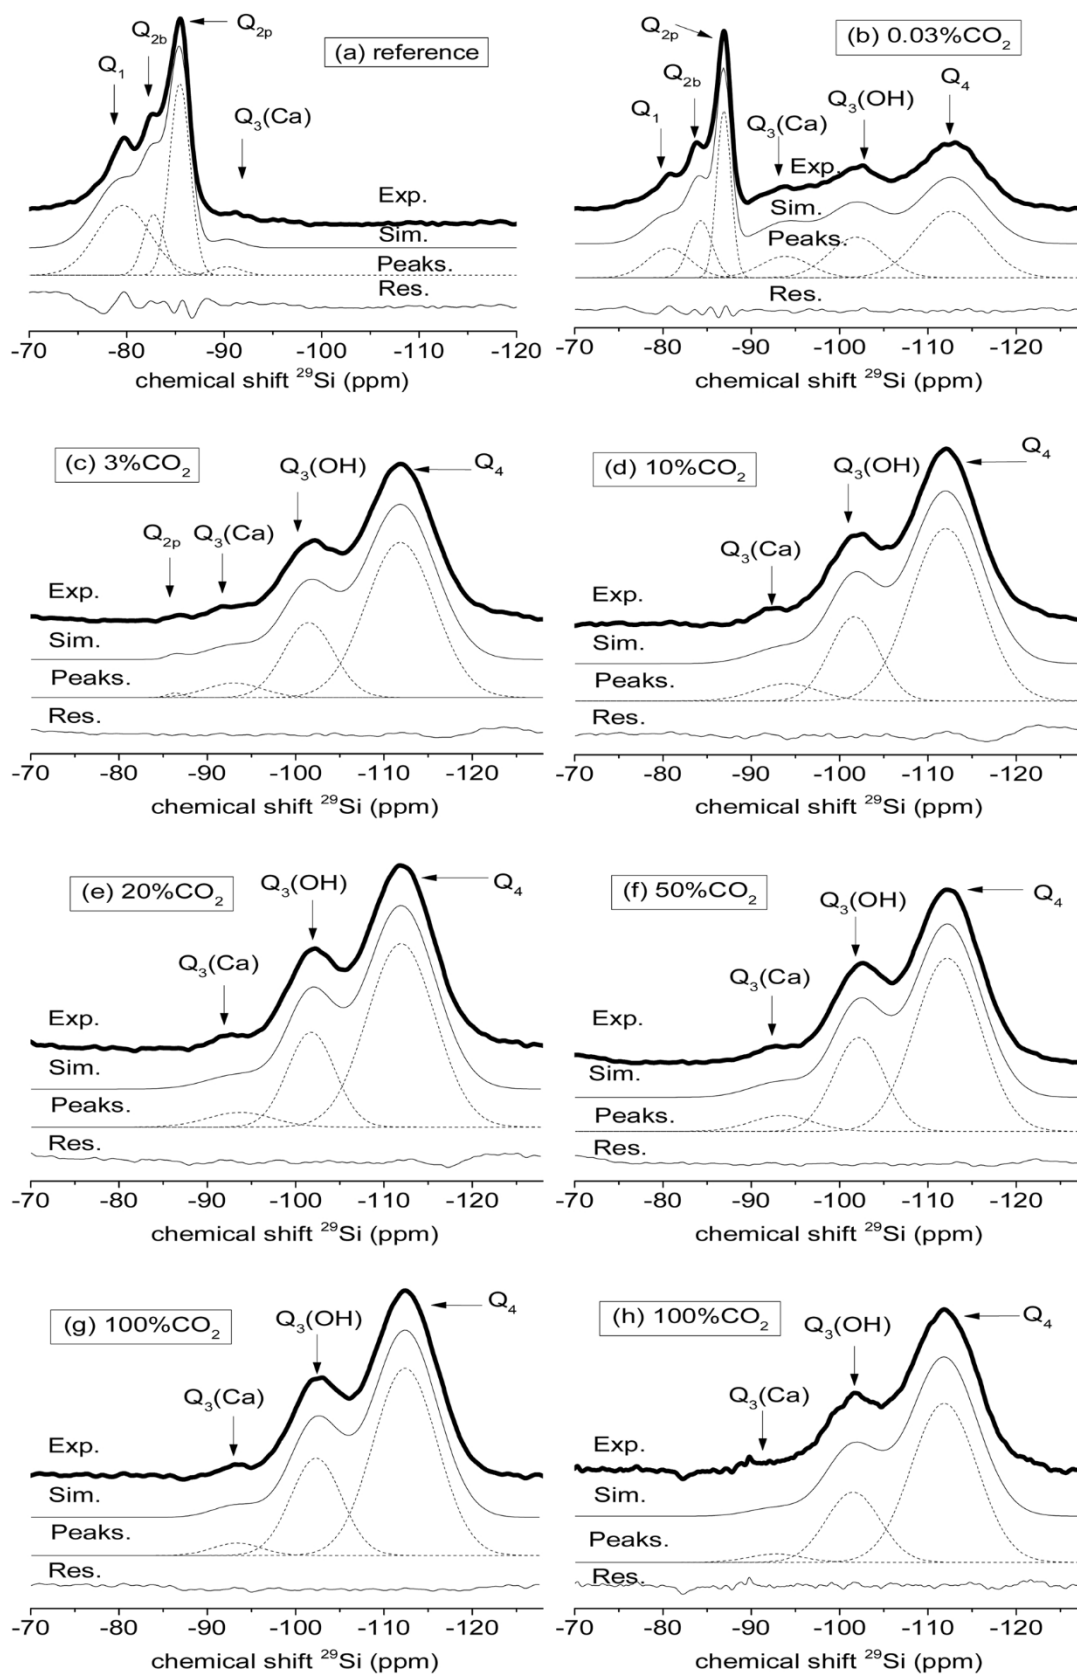 Q2b
Q2p
(a) reference
Q1
Q3(Ca)
Exp.
Sim.
Peaks.
Res.
-70 -80 -90 -100 -110 -120
chemical shift 29Si (ppm)
Q2p
(b) 0.03%CO2
Q2b
Q1
Q3(OH)
Q4
Q3(Ca)
Exp.
Sim.
Peaks.
Res.
-70 -80 -90 -100 -110 -120
chemical shift 29Si (ppm)
(c) 3%CO2
Q3(OH)
Q4
Q2p
Q3(Ca)
Exp.
Sim.
Peaks.
Res.
-70 -80 -90 -100 -110 -120
chemical shift 29Si (ppm)
(d) 10%CO2
Q3(OH)
Q4
Q3(Ca)
Exp.
Sim.
Peaks.
Res.
-70 -80 -90 -100 -110 -120
chemical shift 29Si (ppm)
(e) 20%CO2
Q3(OH)
Q4
Q3(Ca)
Exp.
Sim.
Peaks.
Res.
-70 -80 -90 -100 -110 -120
chemical shift 29Si (ppm)
(f) 50%CO2
Q3(OH)
Q4
Q3(Ca)
Exp.
Sim.
Peaks.
Res.
-70 -80 -90 -100 -110 -120
chemical shift 29Si (ppm)
(g) 100%CO2
Q3(OH)
Q4
Q3(Ca)
Exp.
Sim.
Peaks.
Res.
-70 -80 -90 -100 -110 -120
chemical shift 29Si (ppm)
(h) 100%CO2
Q3(OH)
Q4
Q3(Ca)
Exp.
Sim.
Peaks.
Res.
-70 -80 -90 -100 -110 -120
chemical shift 29Si (ppm)